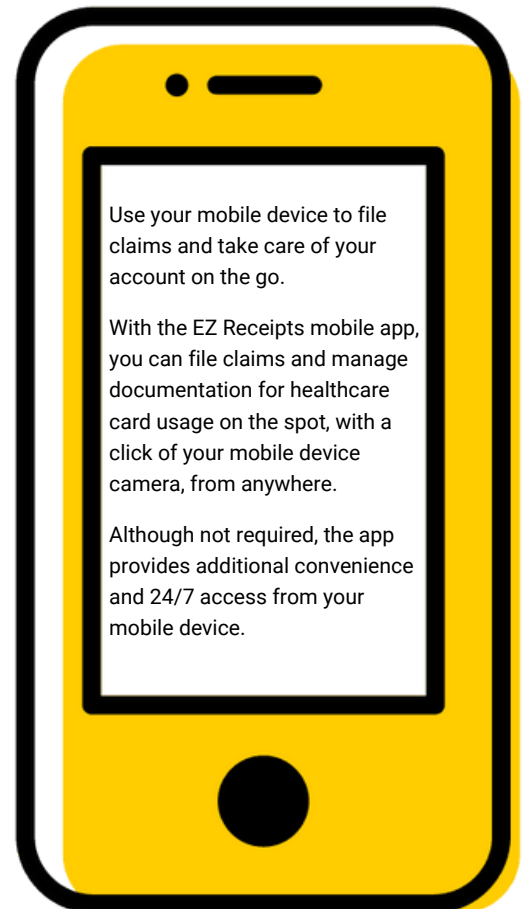 Use your mobile device to file
claims and take care of your
account on the go.
With the EZ Receipts mobile app,
you can file claims and manage
documentation for healthcare
card usage on the spot, with a
click of your mobile device
camera, from anywhere.
Although not required, the app
provides additional convenience
and 24/7 access from your
mobile device.